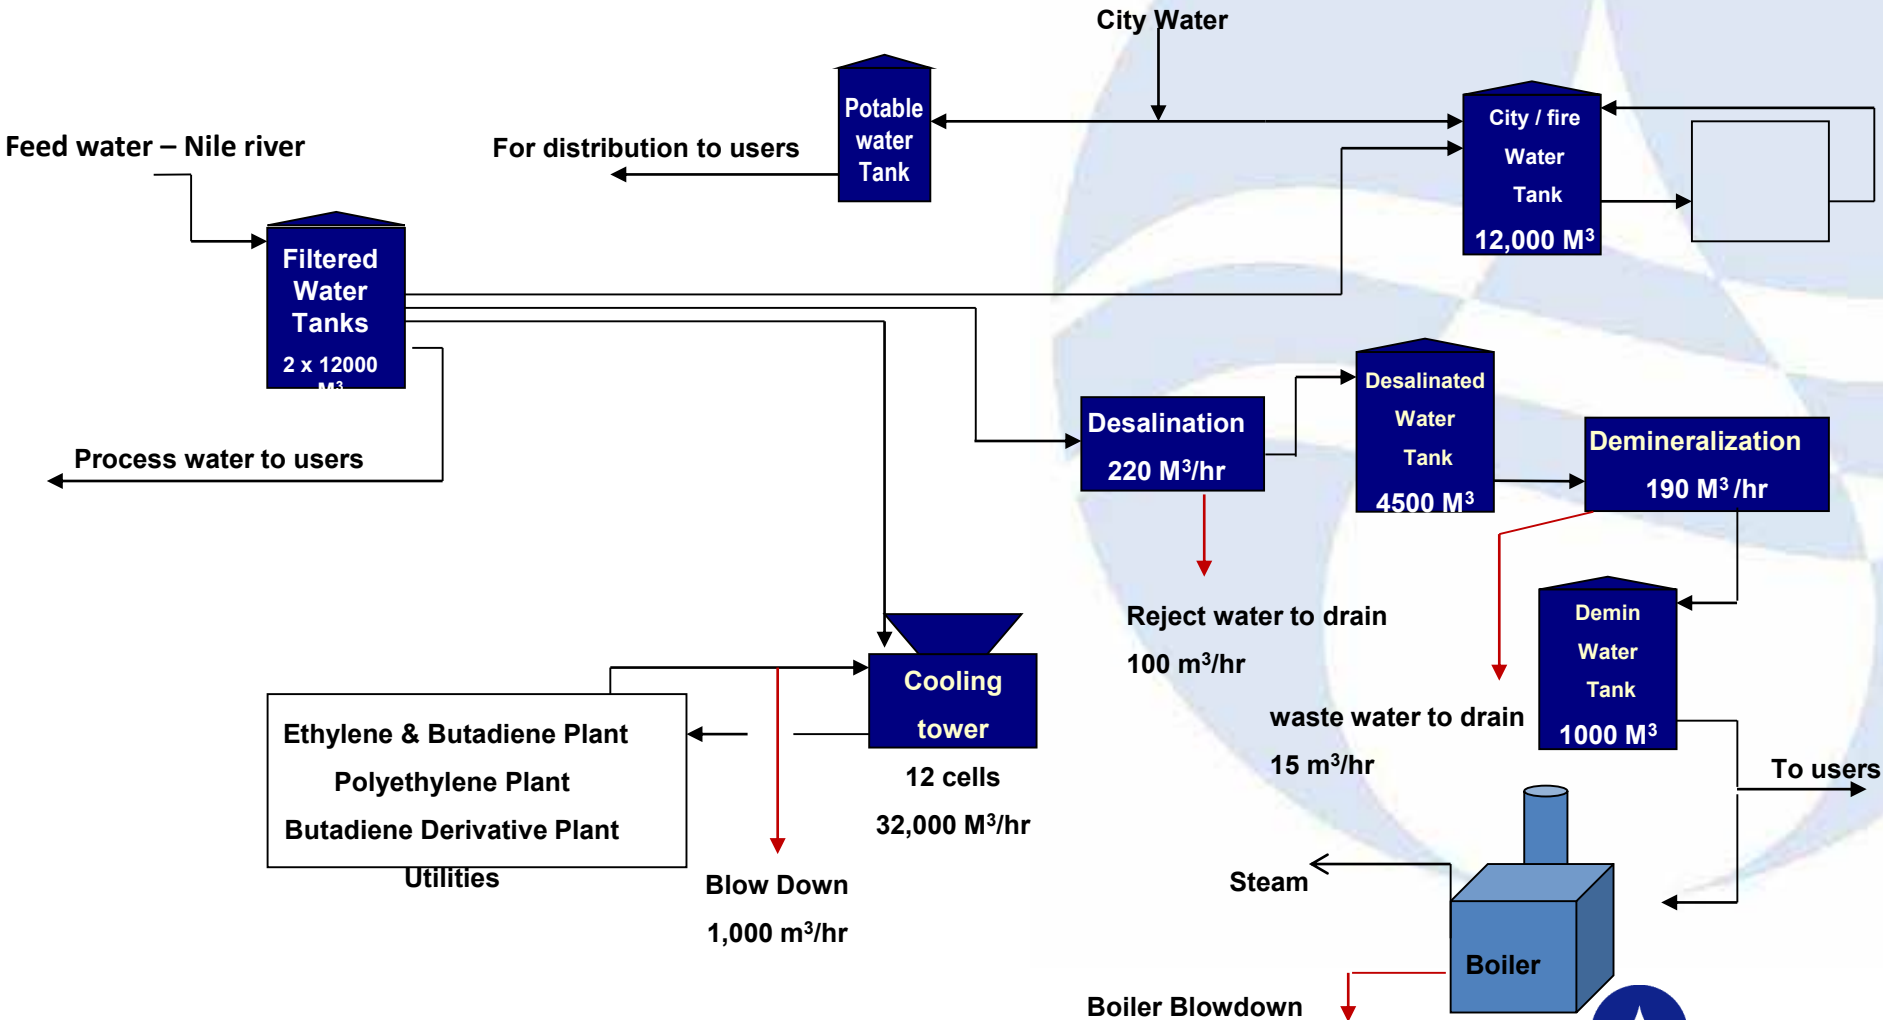 City Water
Potable
water
Tank
City / fire
Water
Tank
12,000 M³
Feed water – Nile river
For distribution to users
Filtered
Water
Tanks
2 x 12000
M³
Process water to users
Desalination
220 M³/hr
Desalinated
Water
Tank
4500 M³
Demineralization
190 M³ /hr
Reject water to drain
100 m³/hr
Demin
Water
Tank
1000 M³
waste water to drain
15 m³/hr
To users
Cooling
tower
12 cells
32,000 M³/hr
Ethylene & Butadiene Plant
Polyethylene Plant
Butadiene Derivative Plant
Utilities
Blow Down
1,000 m³/hr
Steam
Boiler
Boiler Blowdown